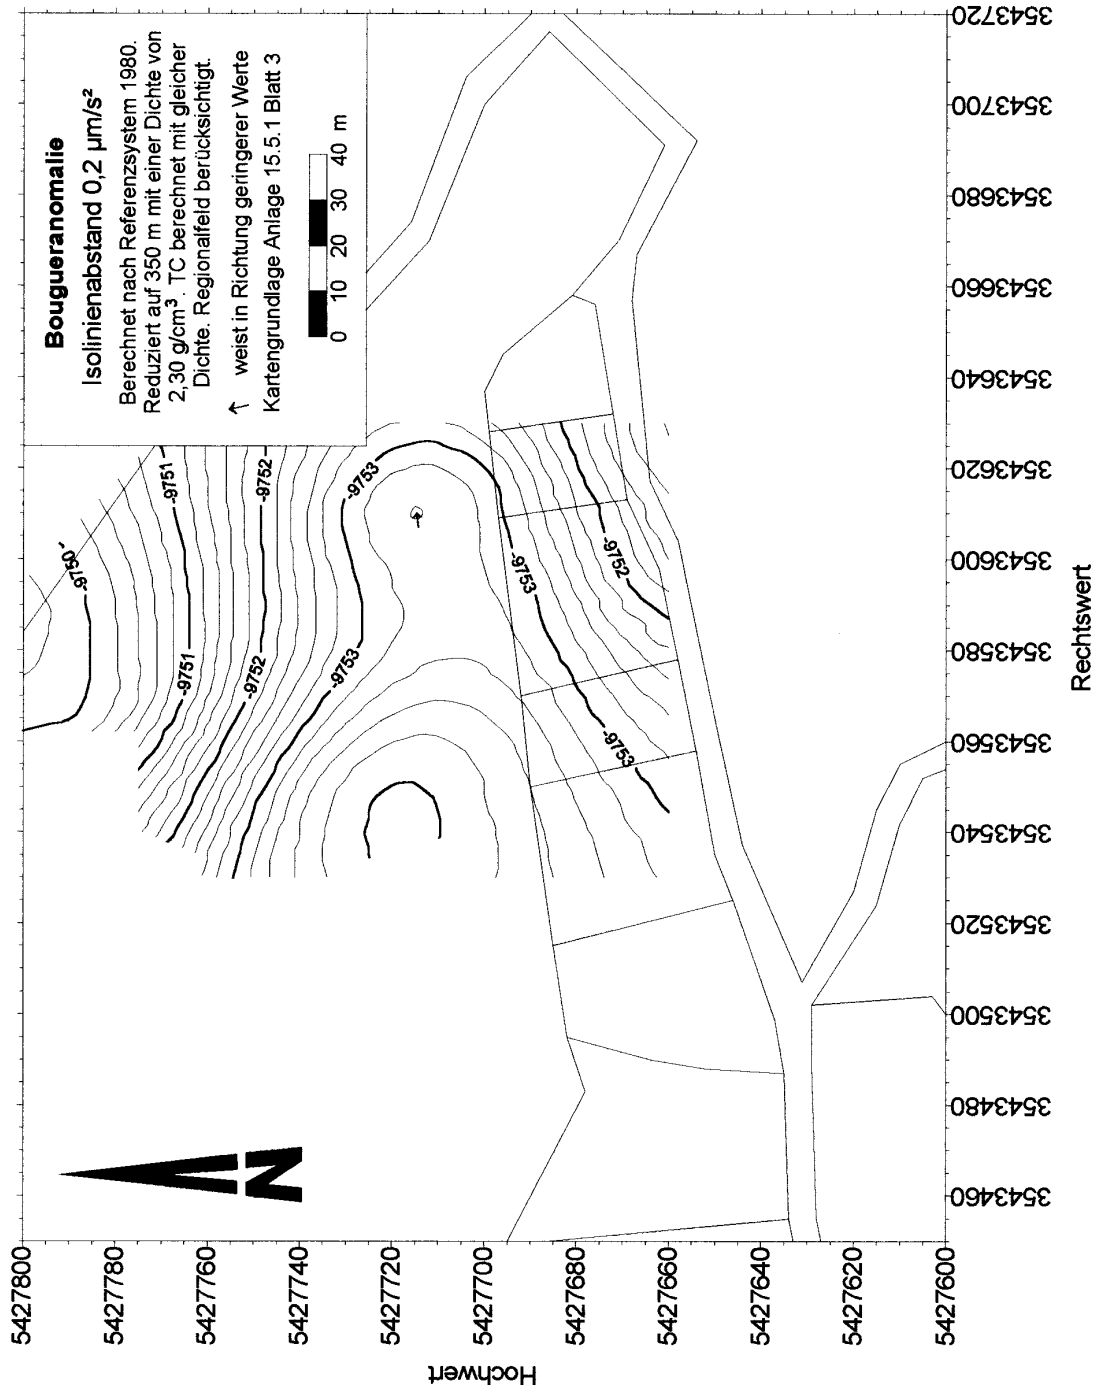 Bougueranomalie
Isolinienabstand 0,2 µm/s²
Berechnet nach Referenzsystem 1980.
Reduziert auf 350 m mit einer Dichte von
2,30 g/cm³. TC berechnet mit gleicher
Dichte. Regionalfeld berücksichtigt.
↑ weist in Richtung geringerer Werte
Kartengrundlage Anlage 15.5.1 Blatt 3
0 10 20 30 40 m
-9750
-9751
-9752
-9753
-9751
-9752
-9753
-9753
-9752
-9753
N
5427800
5427780
5427760
5427740
5427720
5427700
5427680
5427660
5427640
5427620
5427600
Hochwert
3543460
3543480
3543500
3543520
3543540
3543560
3543580
3543600
3543620
3543640
3543660
3543680
3543700
3543720
Rechtswert